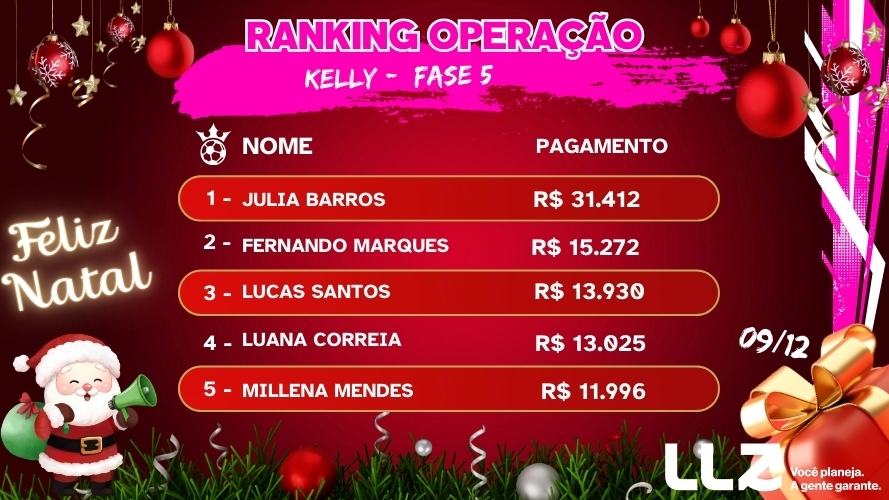 RANKING OPERAÇÃO
KELLY - FASE 5
NOME PAGAMENTO
1 - JULIA BARROS R$ 31.412
2 - FERNANDO MARQUES R$ 15.272
3 - LUCAS SANTOS R$ 13.930
4 - LUANA CORREIA R$ 13.025
5 - MILLENA MENDES R$ 11.996
Feliz
Natal
09/12
LLZ
Você planeja.
A gente garante.